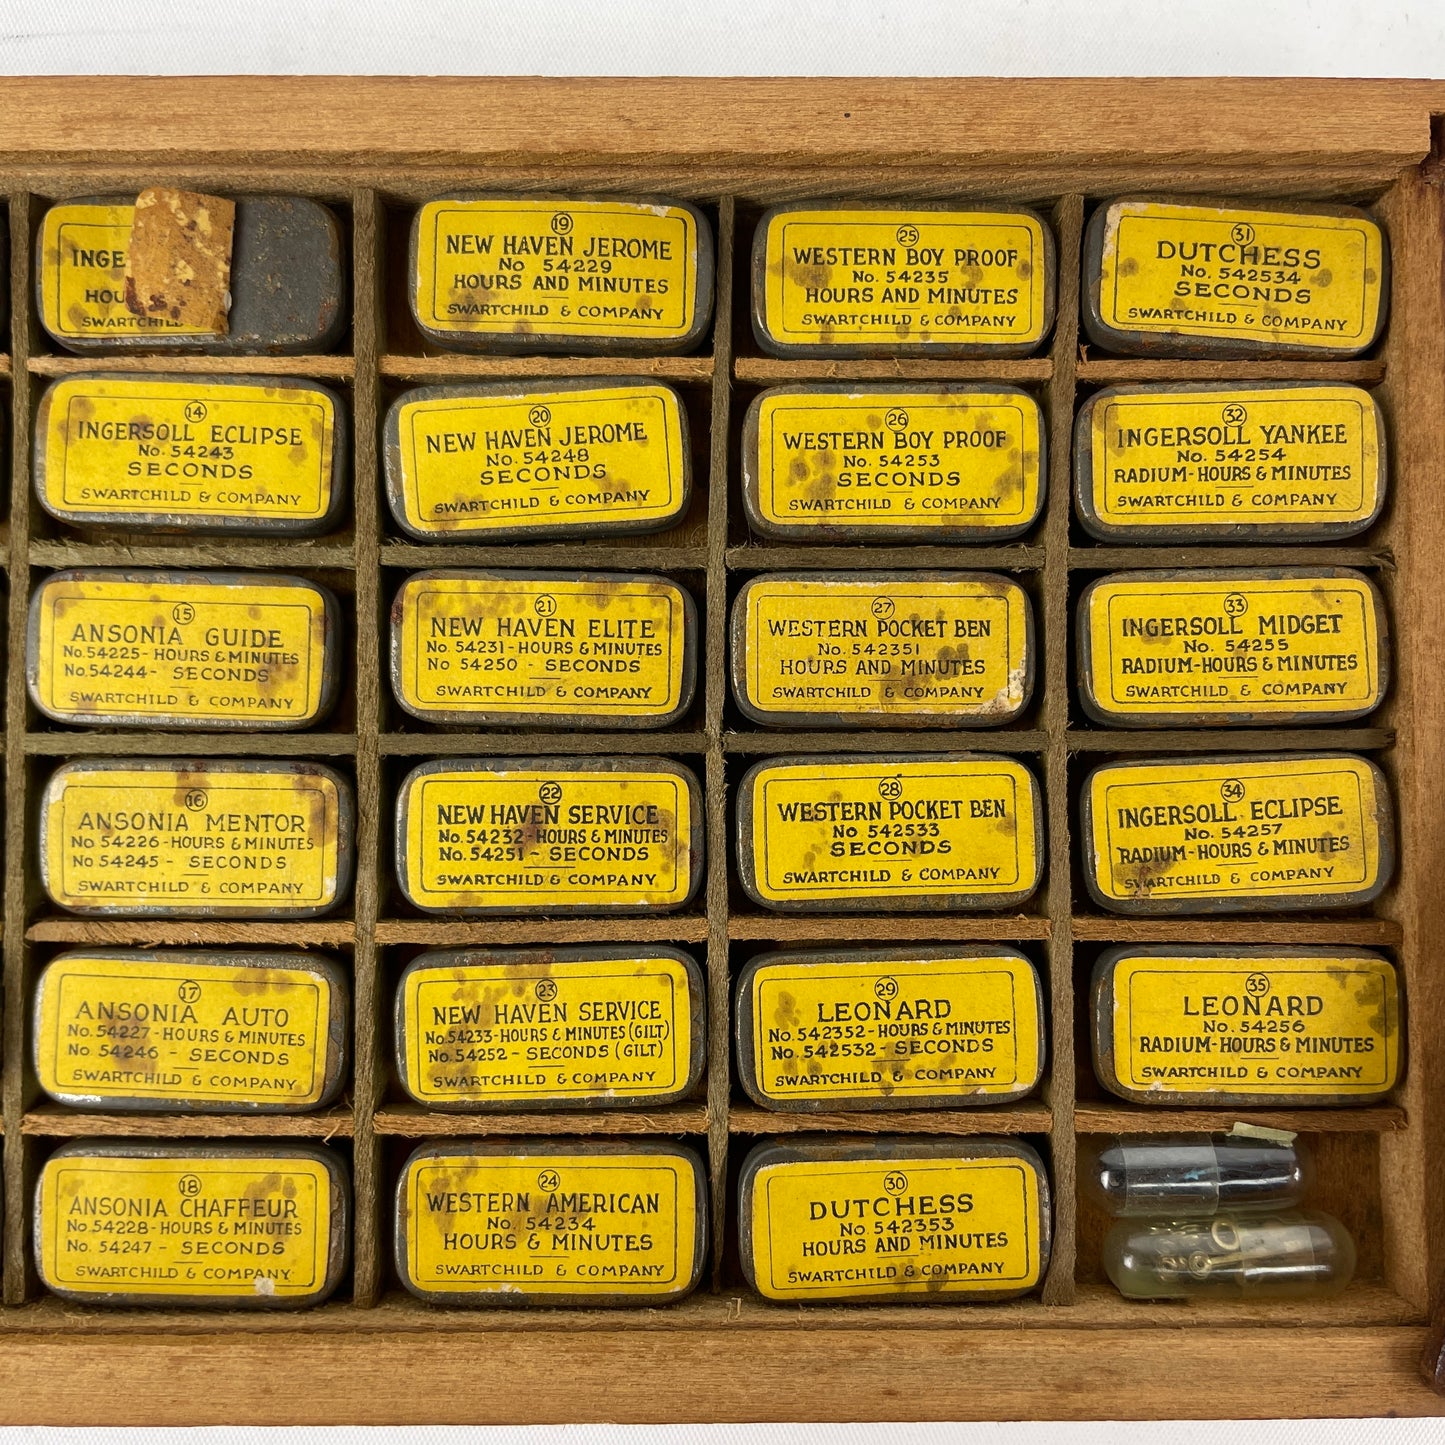 SWARTCHILD
14
INGERSOLL ECLIPSE
No. 54243
SECONDS
SWARTCHILD & COMPANY
15
ANSONIA GUIDE
No. 54225 - HOURS & MINUTES
No. 54244 - SECONDS
SWARTCHILD & COMPANY
16
ANSONIA MENTOR
No 54226 - HOURS & MINUTES
No. 54245 - SECONDS
SWARTCHILD & COMPANY
17
ANSONIA AUTO
No. 54227 - HOURS & MINUTES
No. 54246 - SECONDS
SWARTCHILD & COMPANY
18
ANSONIA CHAFFEUR
No. 54228 - HOURS & MINUTES
No. 54247 - SECONDS
SWARTCHILD & COMPANY
19
NEW HAVEN JEROME
No 54229
HOURS AND MINUTES
SWARTCHILD & COMPANY
20
NEW HAVEN JEROME
No. 54248
SECONDS
SWARTCHILD & COMPANY
21
NEW HAVEN ELITE
No. 54231 - HOURS & MINUTES
No 54250 - SECONDS
SWARTCHILD & COMPANY
22
NEW HAVEN SERVICE
No. 54232 - HOURS & MINUTES
No. 54251 - SECONDS
SWARTCHILD & COMPANY
23
NEW HAVEN SERVICE
No. 54233 - HOURS & MINUTES (GILT)
No. 54252 - SECONDS (GILT)
SWARTCHILD & COMPANY
24
WESTERN AMERICAN
No. 54234
HOURS & MINUTES
SWARTCHILD & COMPANY
25
WESTERN BOY PROOF
No. 54235
HOURS AND MINUTES
SWARTCHILD & COMPANY
26
WESTERN BOY PROOF
No. 54253
SECONDS
SWARTCHILD & COMPANY
27
WESTERN POCKET BEN
No. 542351
HOURS AND MINUTES
SWARTCHILD & COMPANY
28
WESTERN POCKET BEN
No 542533
SECONDS
SWARTCHILD & COMPANY
29
LEONARD
No. 542352 - HOURS & MINUTES
No. 542532 - SECONDS
SWARTCHILD & COMPANY
30
DUTCHESS
No 542353
HOURS AND MINUTES
SWARTCHILD & COMPANY
31
DUTCHESS
No. 542534
SECONDS
SWARTCHILD & COMPANY
32
INGERSOLL YANKEE
No. 54254
RADIUM - HOURS & MINUTES
SWARTCHILD & COMPANY
33
INGERSOLL MIDGET
No. 54255
RADIUM - HOURS & MINUTES
SWARTCHILD & COMPANY
34
INGERSOLL ECLIPSE
No. 54257
RADIUM - HOURS & MINUTES
SWARTCHILD & COMPANY
35
LEONARD
No. 54256
RADIUM - HOURS & MINUTES
SWARTCHILD & COMPANY